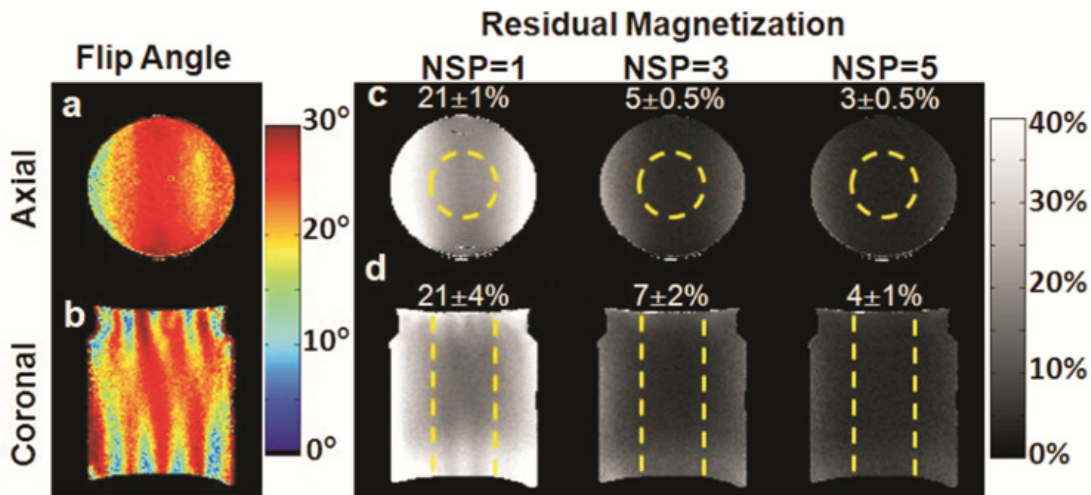 Residual Magnetization
Flip Angle
NSP=1 NSP=3 NSP=5
a
c
21±1% 5±0.5% 3±0.5%
30° 40%
Axial
30%
20°
20%
d
b
21±4% 7±2% 4±1%
10°
10%
Coronal
0° 0%